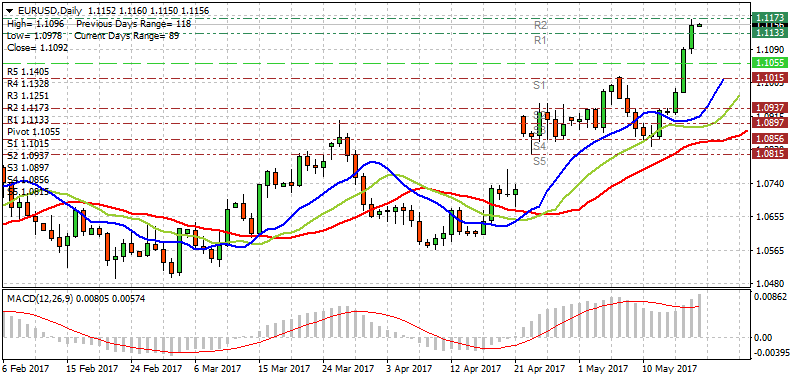 EURUSD,Daily 1.1152 1.1160 1.1150 1.1156
High= 1.1096 Previous Days Range= 118
Low= 1.0978 Current Days Range= 89
Close= 1.1092
R5 1.1405
R4 1.1328
R3 1.1251
R2 1.1173
R1 1.1133
Pivot 1.1055
S1 1.1015
S2 1.0937
S3 1.0897
S4 1.0856
S5 1.0815
R2
R1
S1
S4
S5
1.1173
1.1156
1.1133
1.1090
1.1055
1.1015
1.0937
1.0897
1.0856
1.0815
1.0740
1.0655
1.0565
1.0480
MACD(12,26,9) 0.00805 0.00574
0.00862
0.00
-0.00395
6 Feb 2017
15 Feb 2017
24 Feb 2017
6 Mar 2017
15 Mar 2017
24 Mar 2017
3 Apr 2017
12 Apr 2017
21 Apr 2017
1 May 2017
10 May 2017